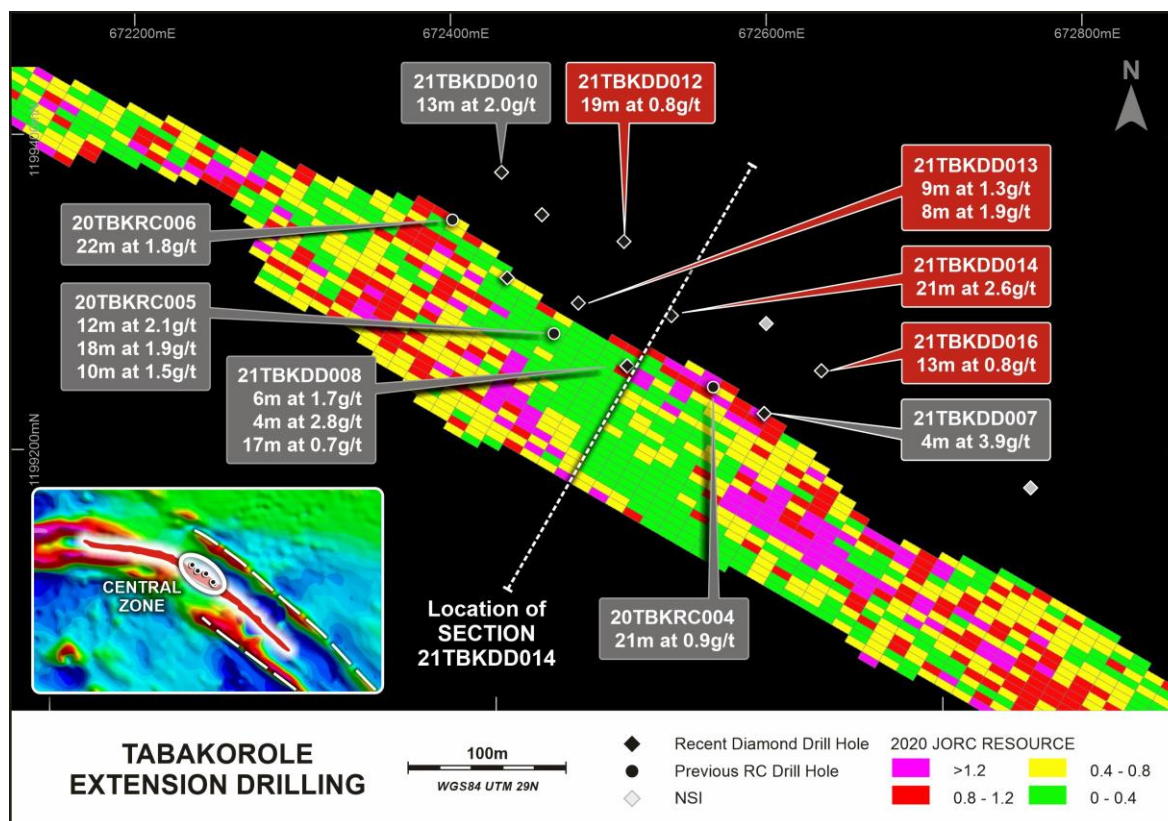 672200mE
672400mE
672600mE
672800mE
N
1199400mN
1199200mN
21TBKDD010
13m at 2.0g/t
21TBKDD012
19m at 0.8g/t
21TBKDD013
9m at 1.3g/t
8m at 1.9g/t
20TBKRC006
22m at 1.8g/t
21TBKDD014
21m at 2.6g/t
20TBKRC005
12m at 2.1g/t
18m at 1.9g/t
10m at 1.5g/t
21TBKDD016
13m at 0.8g/t
21TBKDD008
6m at 1.7g/t
4m at 2.8g/t
17m at 0.7g/t
21TBKDD007
4m at 3.9g/t
CENTRAL
ZONE
Location of
SECTION
21TBKDD014
20TBKRC004
21m at 0.9g/t
TABAKOROLE
EXTENSION DRILLING
100m
WGS84 UTM 29N
Recent Diamond Drill Hole
Previous RC Drill Hole
NSI
2020 JORC RESOURCE
>1.2
0.4 - 0.8
0.8 - 1.2
0 - 0.4